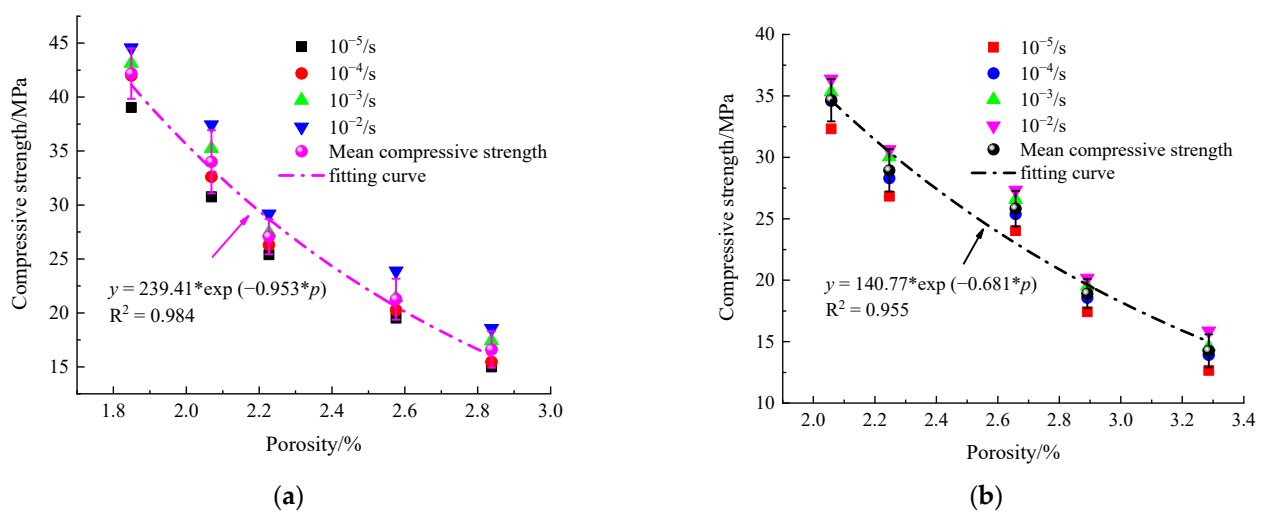 45
40
35
30
25
20
15
Compressive strength/MPa
10⁻⁵/s
10⁻⁴/s
10⁻³/s
10⁻²/s
Mean compressive strength
fitting curve
y = 239.41*exp (−0.953*p)
R² = 0.984
1.8 2.0 2.2 2.4 2.6 2.8 3.0
Porosity/%
(a)
40
35
30
25
20
15
10
Compressive strength/MPa
10⁻⁵/s
10⁻⁴/s
10⁻³/s
10⁻²/s
Mean compressive strength
fitting curve
y = 140.77*exp (−0.681*p)
R² = 0.955
2.0 2.2 2.4 2.6 2.8 3.0 3.2 3.4
Porosity/%
(b)